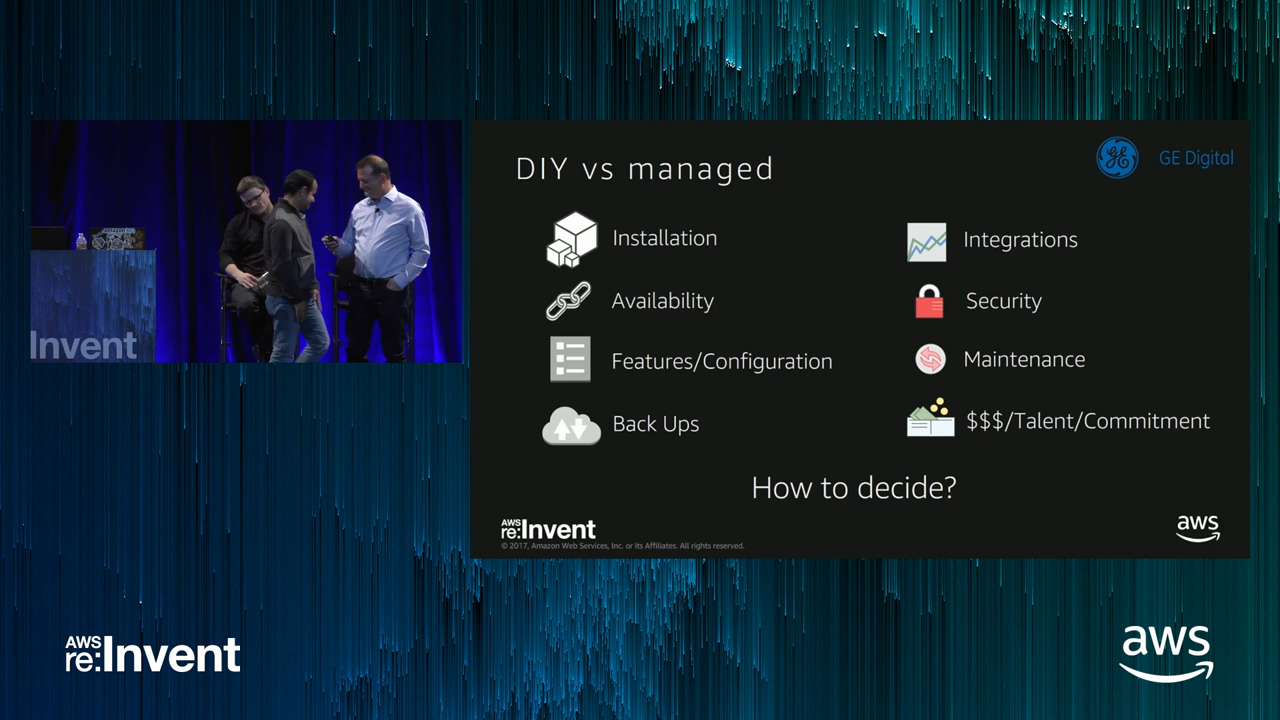 DIY vs managed
GE Digital
Installation
Availability
Features/Configuration
Back Ups
Integrations
Security
Maintenance
$$$/Talent/Commitment
How to decide?
AWS
re:Invent
© 2017, Amazon Web Services, Inc. or its Affiliates. All rights reserved.
aws
Invent
AWS
re:Invent
aws